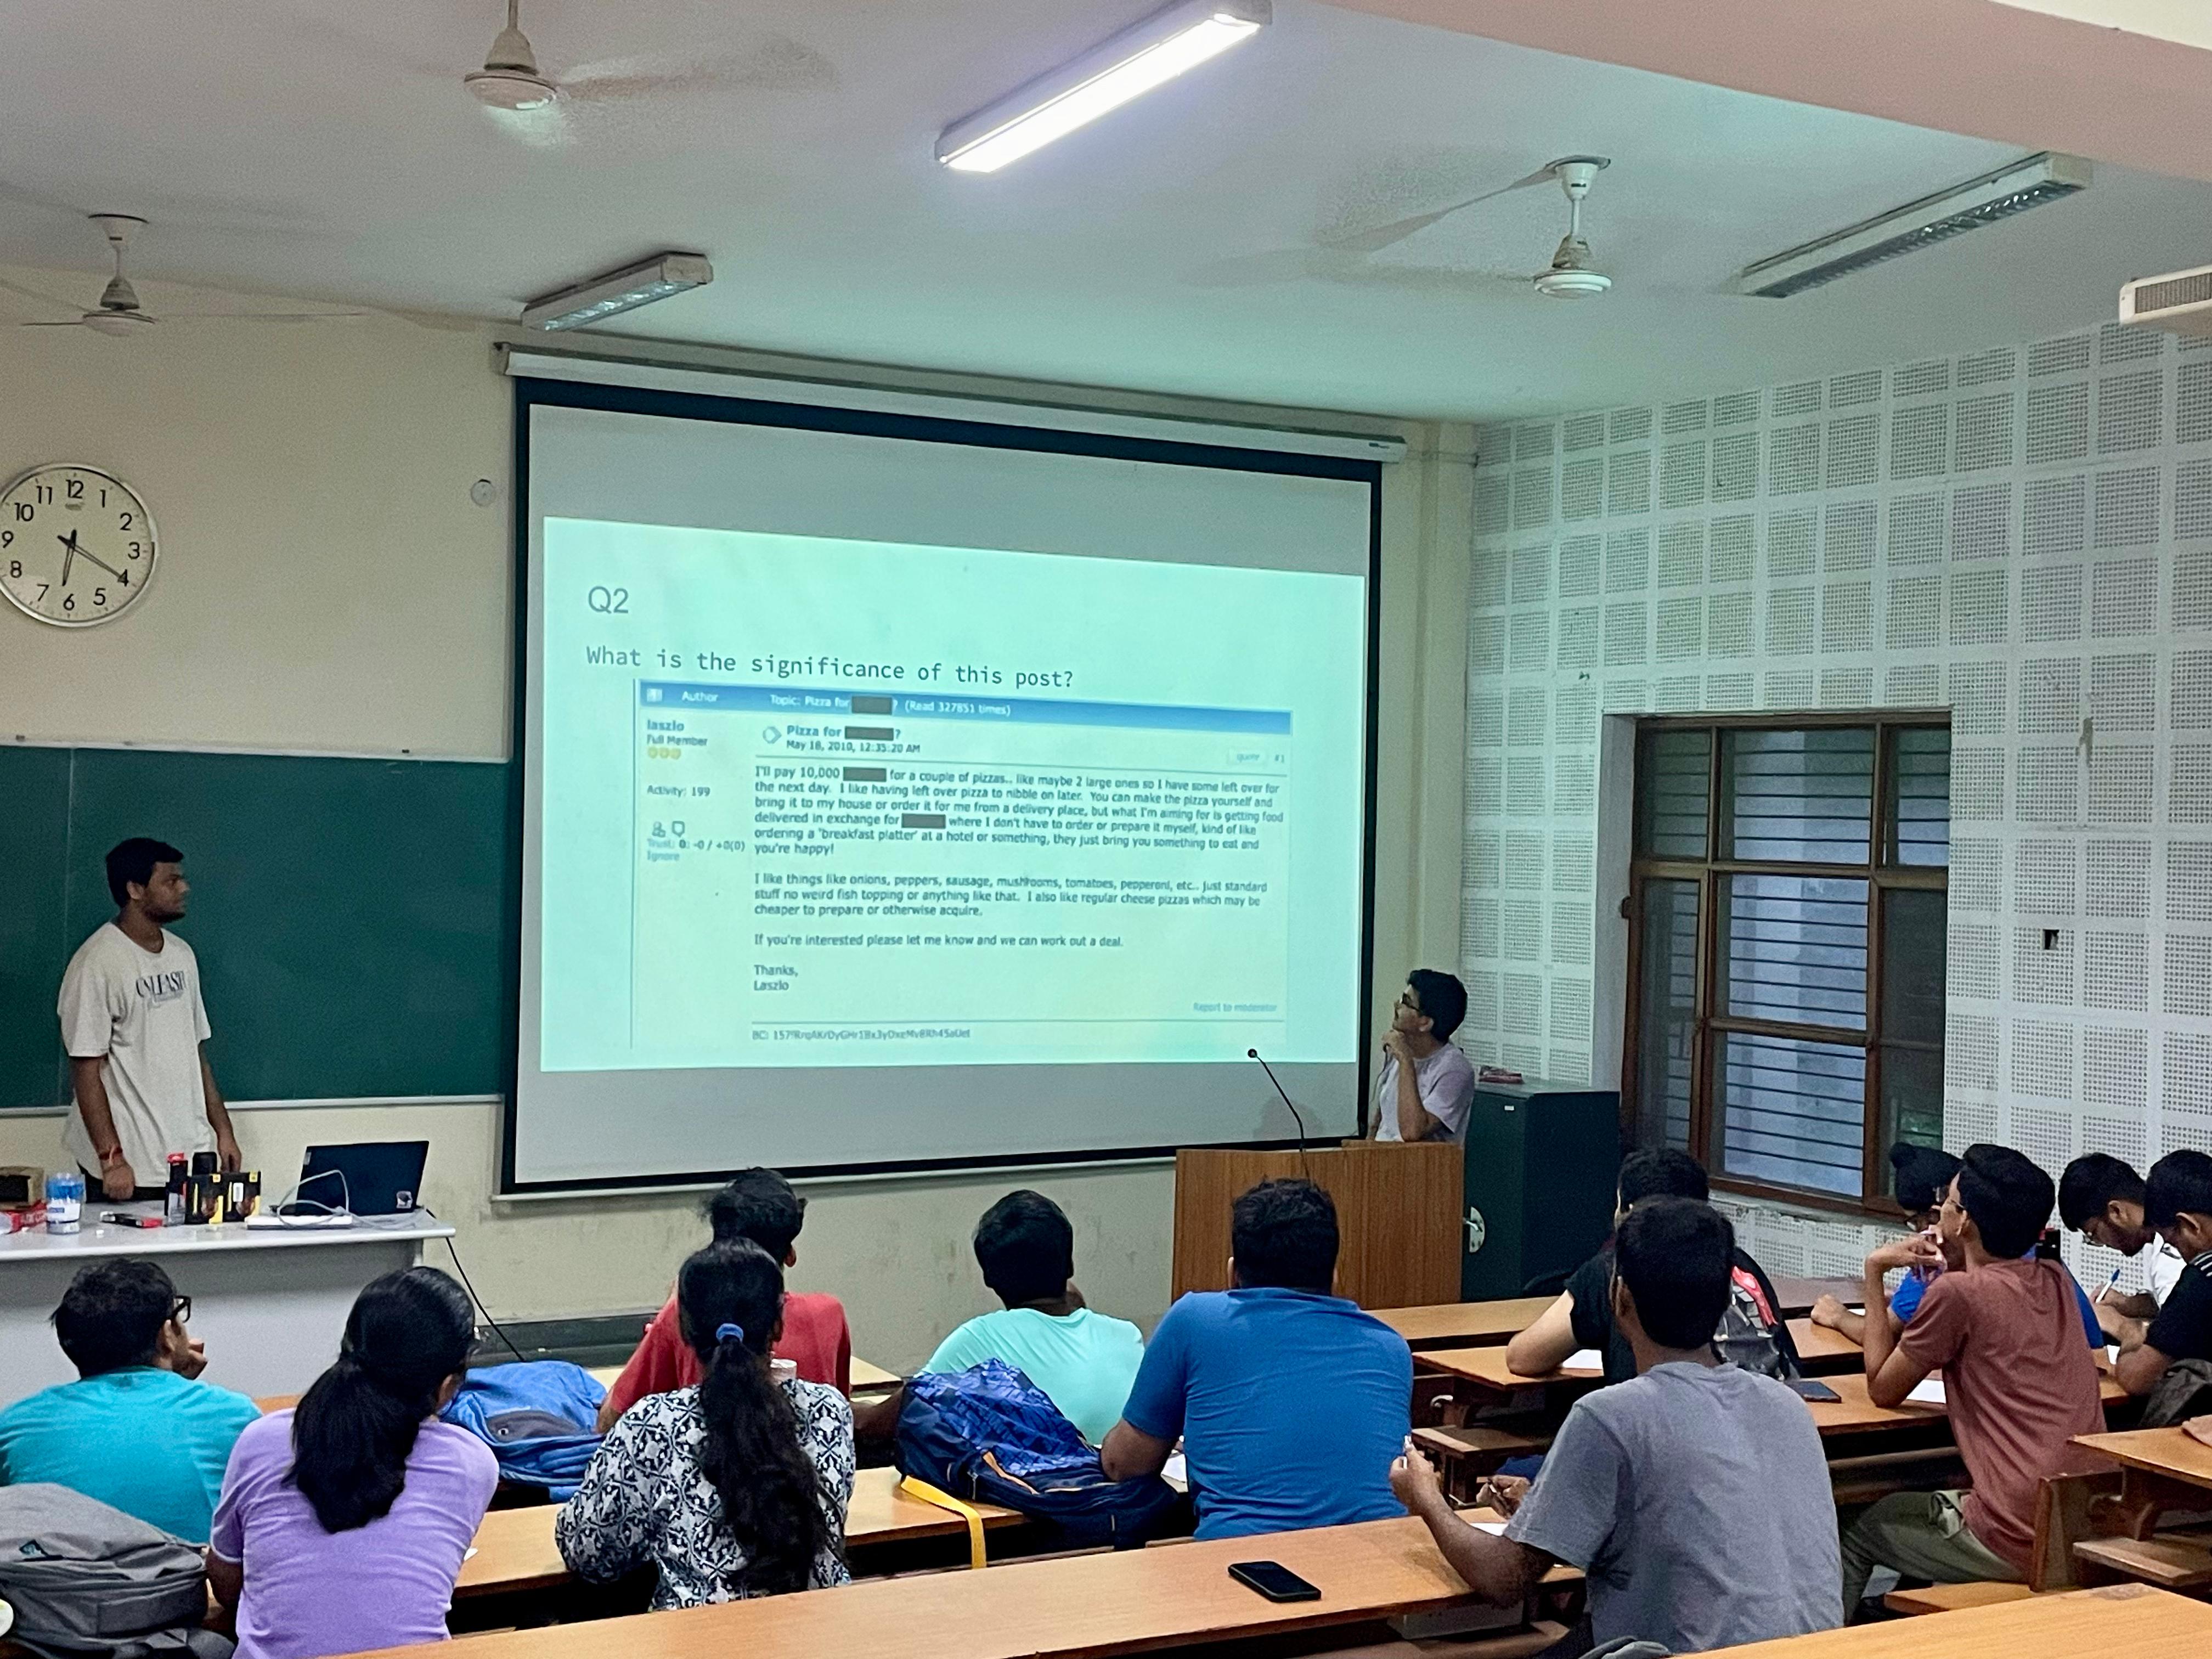 11 12 1
10 2
9 3
8 4
7 6 5
Q2
What is the significance of this post?
Author Topic: Pizza for ? (Read 327851 times)
laszlo
Full Member
Activity: 199
Trust: 0: -0 / +0(0)
Ignore
Pizza for ?
May 18, 2010, 12:35:20 AM
quote #1
I'll pay 10,000 for a couple of pizzas.. like maybe 2 large ones so I have some left over for
the next day. I like having left over pizza to nibble on later. You can make the pizza yourself and
bring it to my house or order it for me from a delivery place, but what I'm aiming for is getting food
delivered in exchange for where I don't have to order or prepare it myself, kind of like
ordering a 'breakfast platter' at a hotel or something, they just bring you something to eat and
you're happy!
I like things like onions, peppers, sausage, mushrooms, tomatoes, pepperoni, etc.. just standard
stuff no weird fish topping or anything like that. I also like regular cheese pizzas which may be
cheaper to prepare or otherwise acquire.
If you're interested please let me know and we can work out a deal.
Thanks,
Laszlo
Report to moderator
BC: